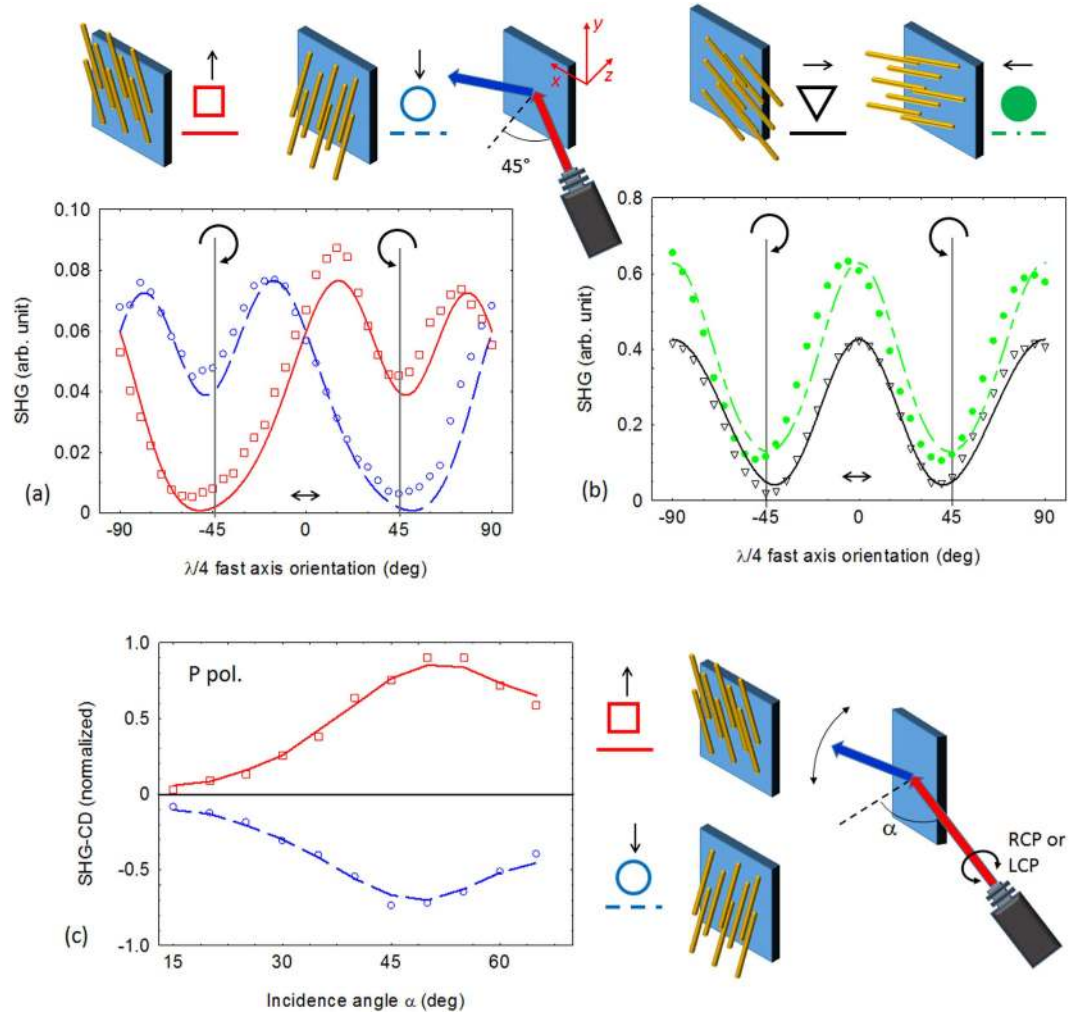 y
x
z
45°
0.10
0.08
0.06
0.04
0.02
0
SHG (arb. unit)
(a)
-90
-45
0
45
90
λ/4 fast axis orientation (deg)
0.8
0.6
0.4
0.2
0
SHG (arb. unit)
(b)
-90
-45
0
45
90
λ/4 fast axis orientation (deg)
P pol.
1.0
0.5
0
-0.5
-1.0
SHG-CD (normalized)
(c)
15
30
45
60
Incidence angle α (deg)
α
RCP or
LCP